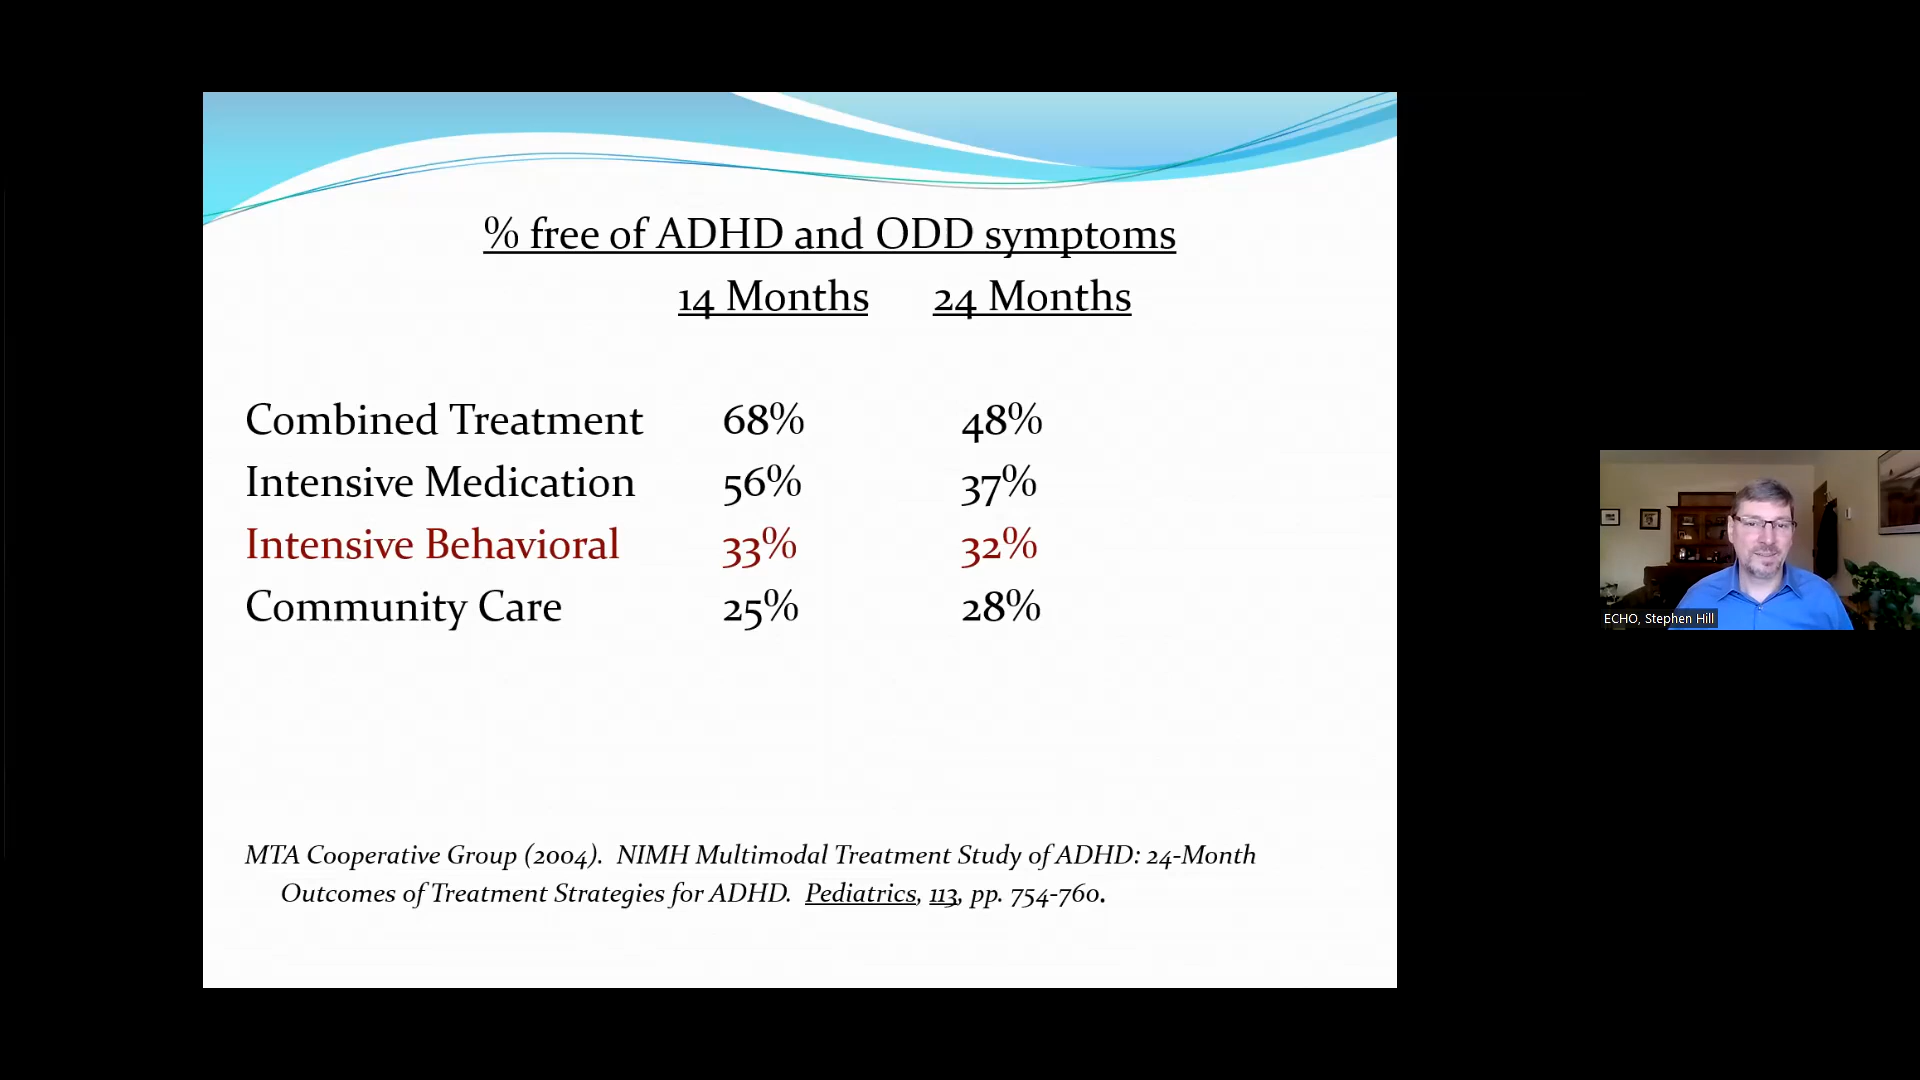 % free of ADHD and ODD symptoms
14 Months 24 Months
Combined Treatment 68% 48%
Intensive Medication 56% 37%
Intensive Behavioral 33% 32%
Community Care 25% 28%
MTA Cooperative Group (2004). NIMH Multimodal Treatment Study of ADHD: 24-Month
Outcomes of Treatment Strategies for ADHD. Pediatrics, 113, pp. 754-760.
ECHO, Stephen Hill